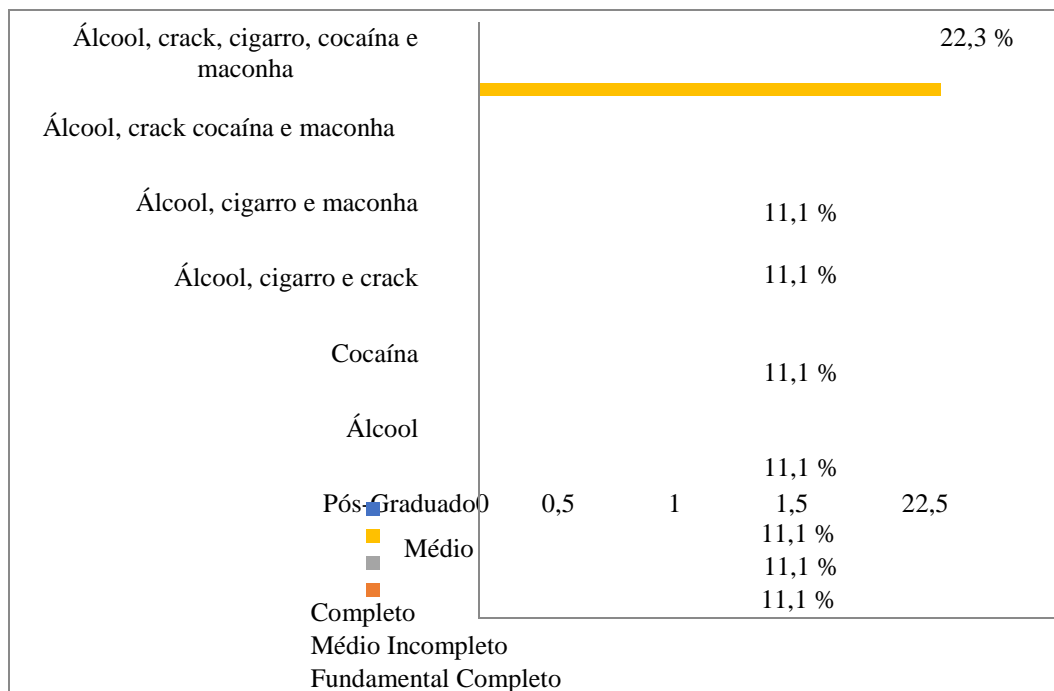 Álcool, crack, cigarro, cocaína e
maconha
22,3 %
Álcool, crack cocaína e maconha
Álcool, cigarro e maconha
11,1 %
Álcool, cigarro e crack
11,1 %
Cocaína
11,1 %
Álcool
11,1 %
Pós-Graduado0 0,5 1 1,5 22,5
11,1 %
Médio
11,1 %
11,1 %
Completo
Médio Incompleto
Fundamental Completo